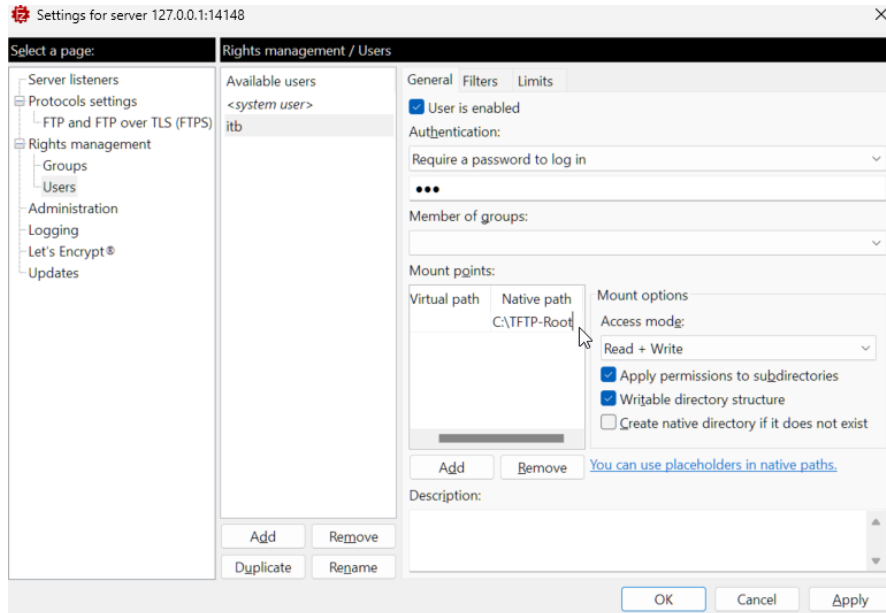 Settings for server 127.0.0.1:14148
Select a page:
Server listeners
Protocols settings
FTP and FTP over TLS (FTPS)
Rights management
Groups
Users
Administration
Logging
Let's Encrypt®
Updates
Rights management / Users
Available users
<system user>
itb
Add
Remove
Duplicate
Rename
General
Filters
Limits
User is enabled
Authentication:
Require a password to log in
●●●
Member of groups:
Mount points:
Virtual path
Native path
C:\TFTP-Root
Add
Remove
Mount options
Access mode:
Read + Write
Apply permissions to subdirectories
Writable directory structure
Create native directory if it does not exist
You can use placeholders in native paths.
Description:
OK
Cancel
Apply